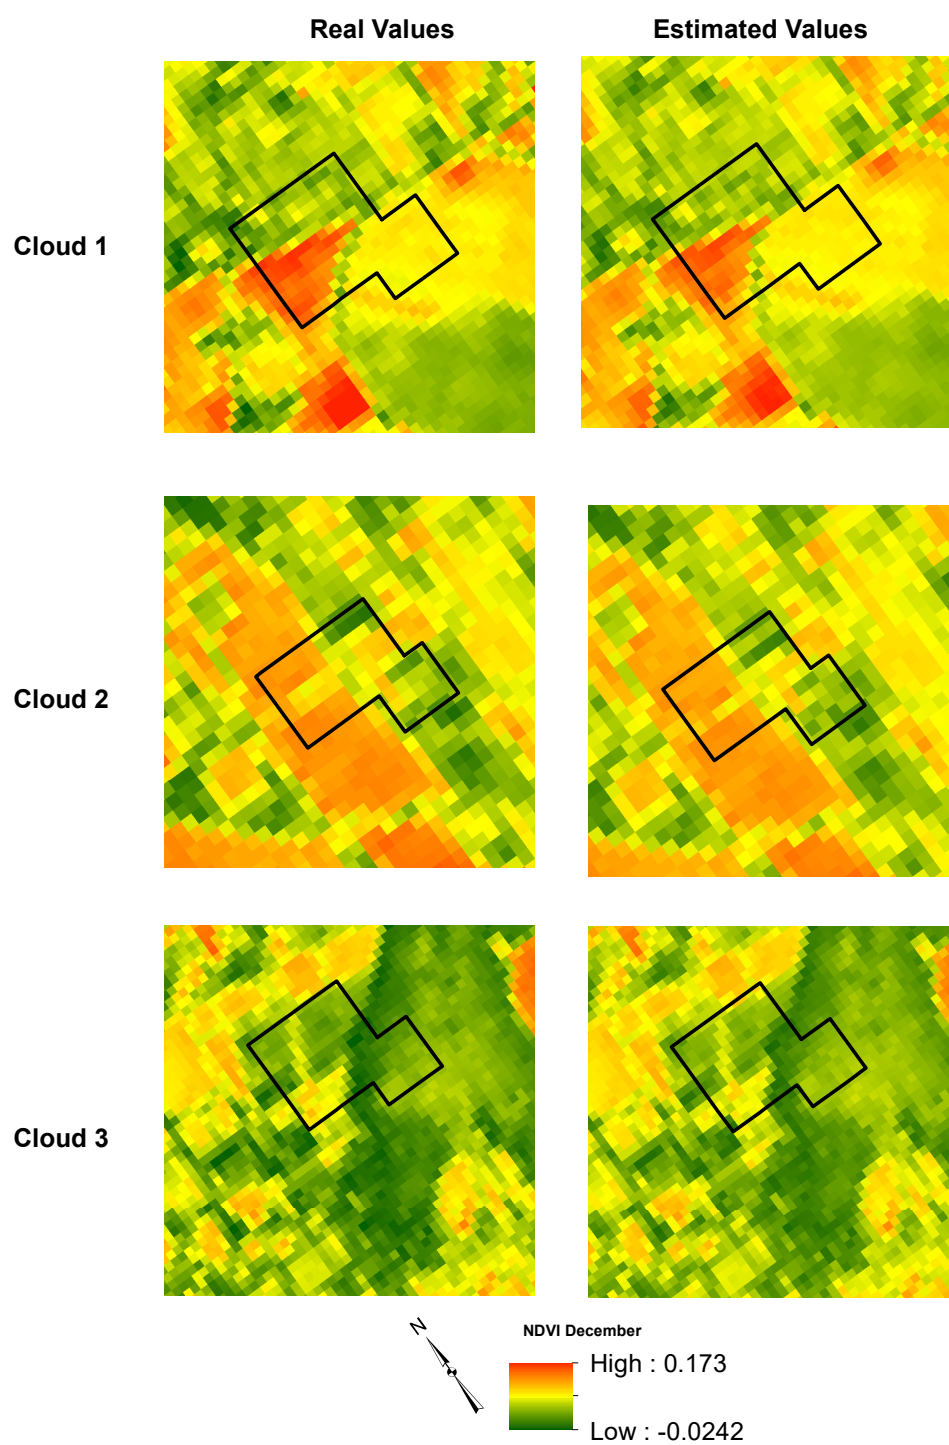 Real Values
Estimated Values
Cloud 1
Cloud 2
Cloud 3
N
NDVI December
High : 0.173
Low : -0.0242